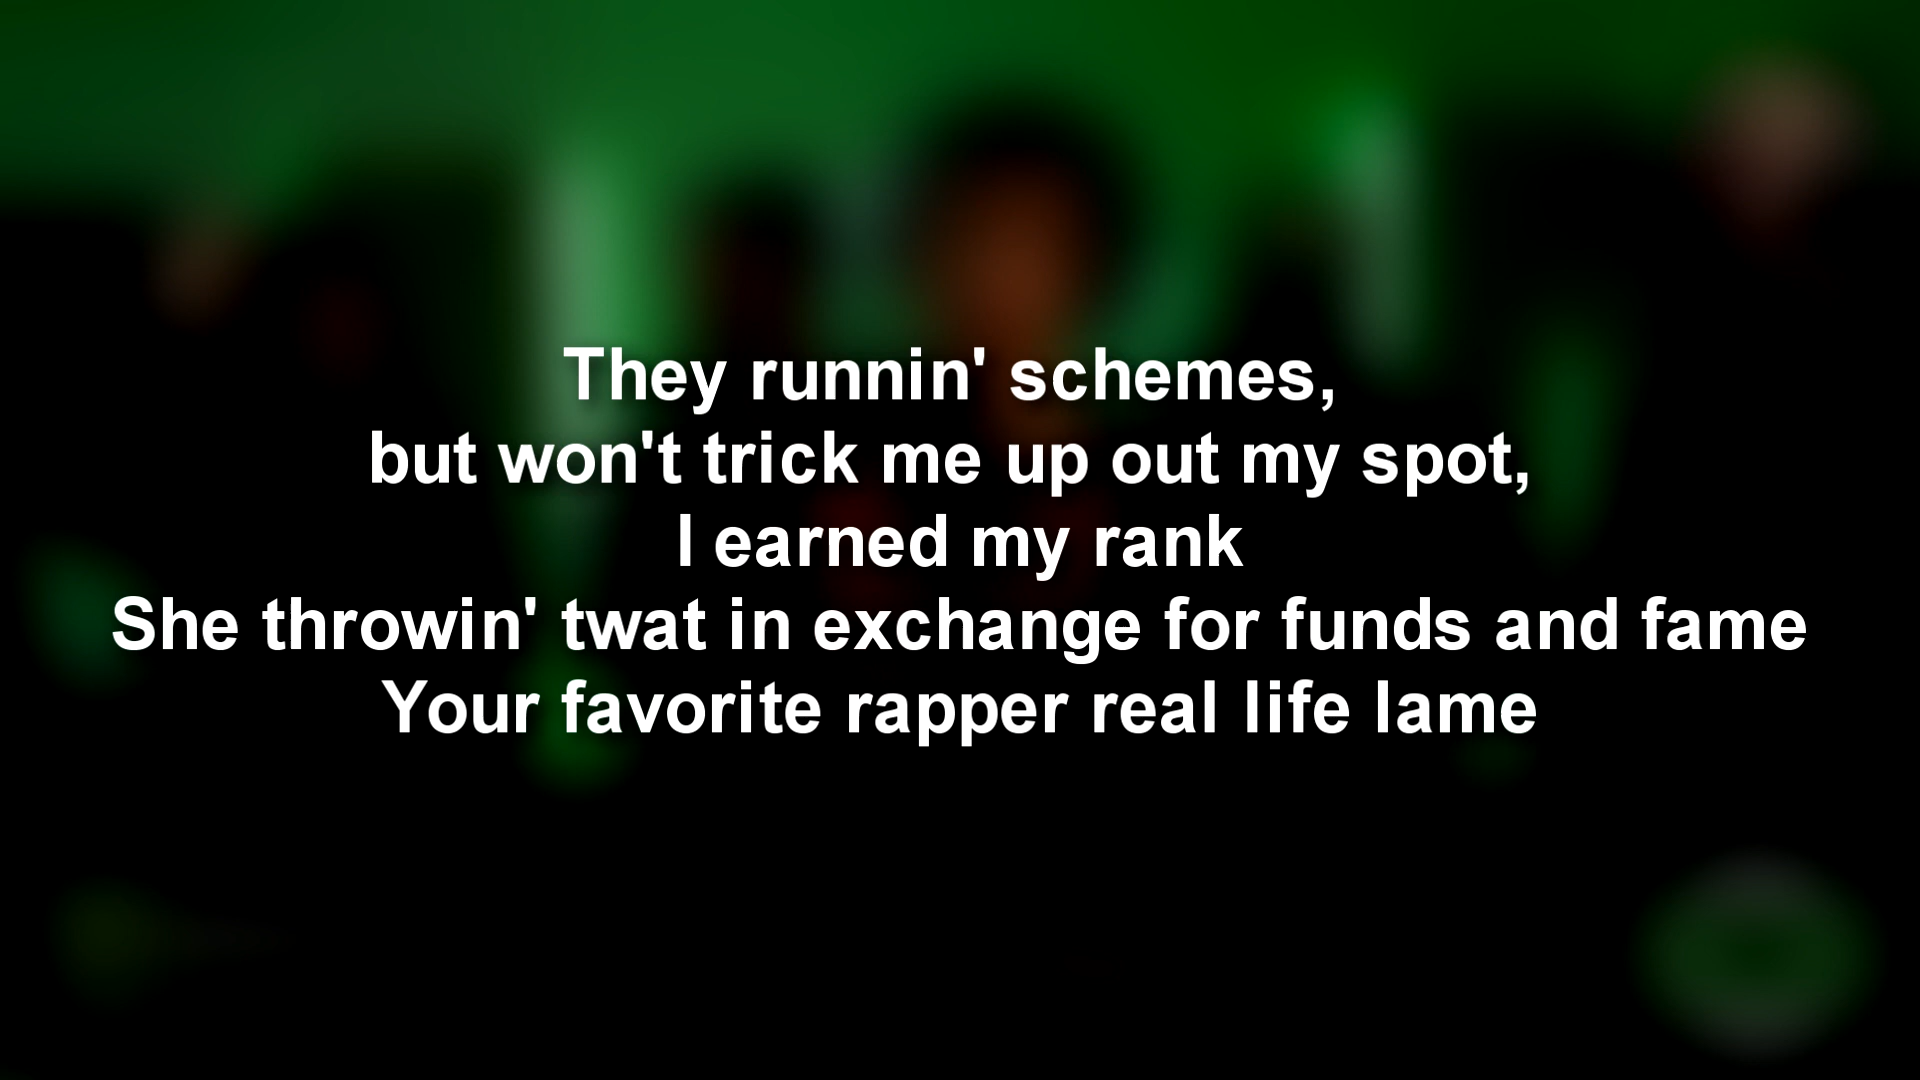 They runnin' schemes,
but won't trick me up out my spot,
I earned my rank
She throwin' twat in exchange for funds and fame
Your favorite rapper real life lame